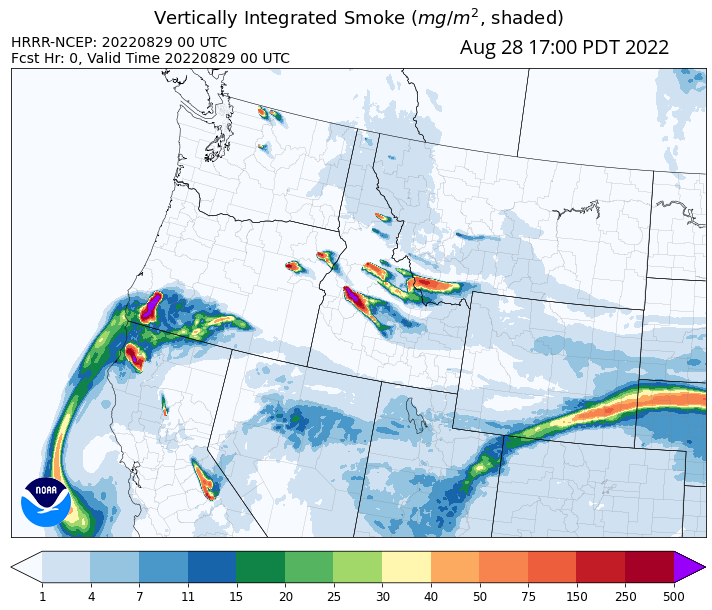 Vertically Integrated Smoke (mg/m², shaded)
HRRR-NCEP: 20220829 00 UTC
Fcst Hr: 0, Valid Time 20220829 00 UTC
Aug 28 17:00 PDT 2022
NOAA
1 4 7 11 15 20 25 30 40 50 75 150 250 500